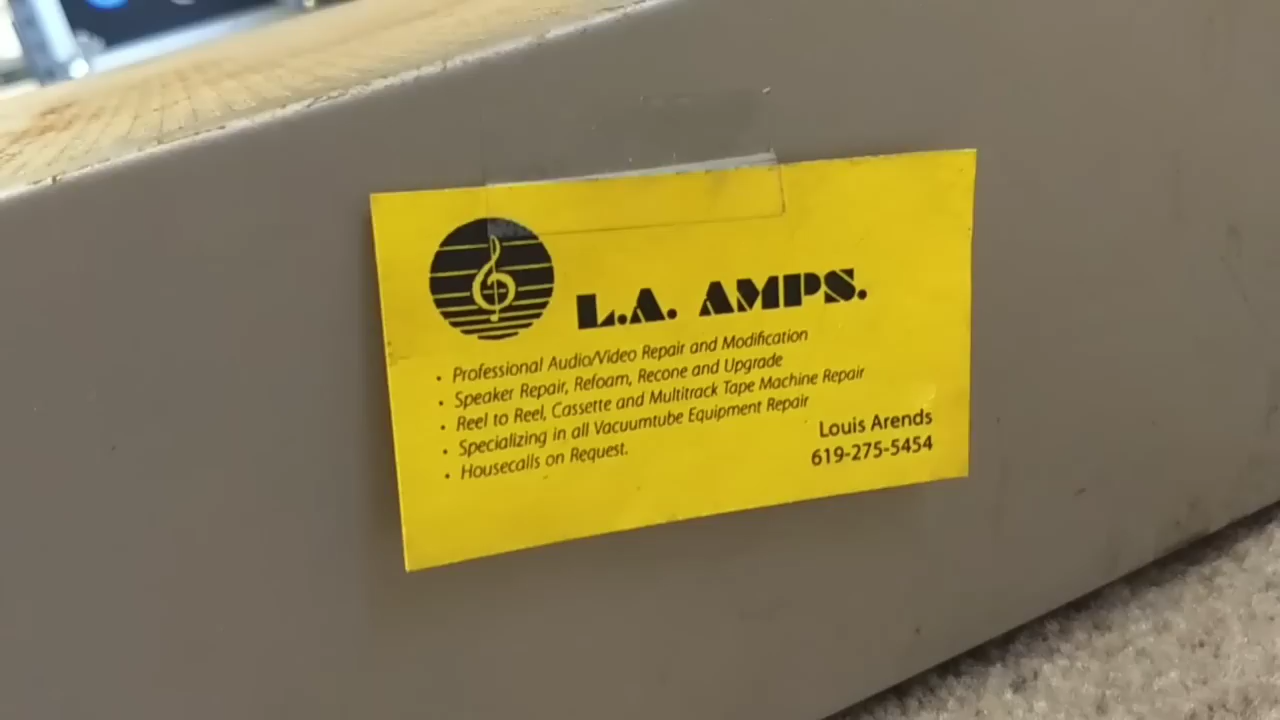 L.A. AMPS.
• Professional Audio/Video Repair and Modification
• Speaker Repair, Refoam, Recone and Upgrade
• Reel to Reel, Cassette and Multitrack Tape Machine Repair
• Specializing in all Vacuumtube Equipment Repair
• Housecalls on Request.
Louis Arends
619-275-5454